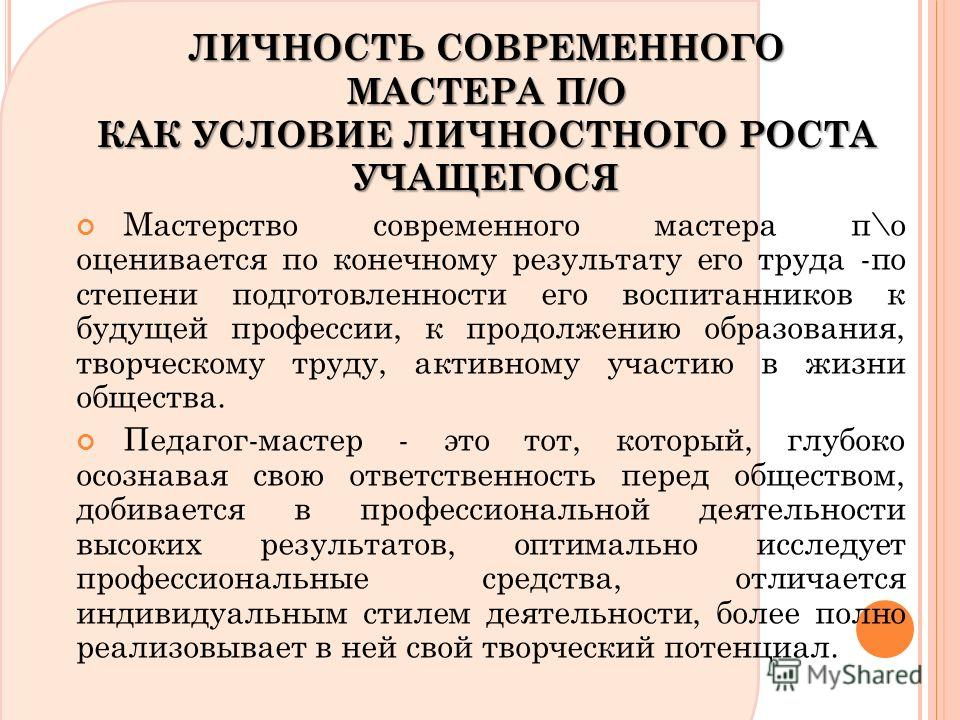 ЛИЧНОСТЬ СОВРЕМЕННОГО
МАСТЕРА П/О
КАК УСЛОВИЕ ЛИЧНОСТНОГО РОСТА
УЧАЩЕГОСЯ
Мастерство современного мастера п\о
оценивается по конечному результату его труда -по
степени подготовленности его воспитанников к
будущей профессии, к продолжению образования,
творческому труду, активному участию в жизни
общества.
Педагог-мастер - это тот, который, глубоко
осознавая свою ответственность перед обществом,
добивается в профессиональной деятельности
высоких результатов, оптимально исследует
профессиональные средства, отличается
индивидуальным стилем деятельности, более полно
реализовывает в ней свой творческий потенциал.
MyShared